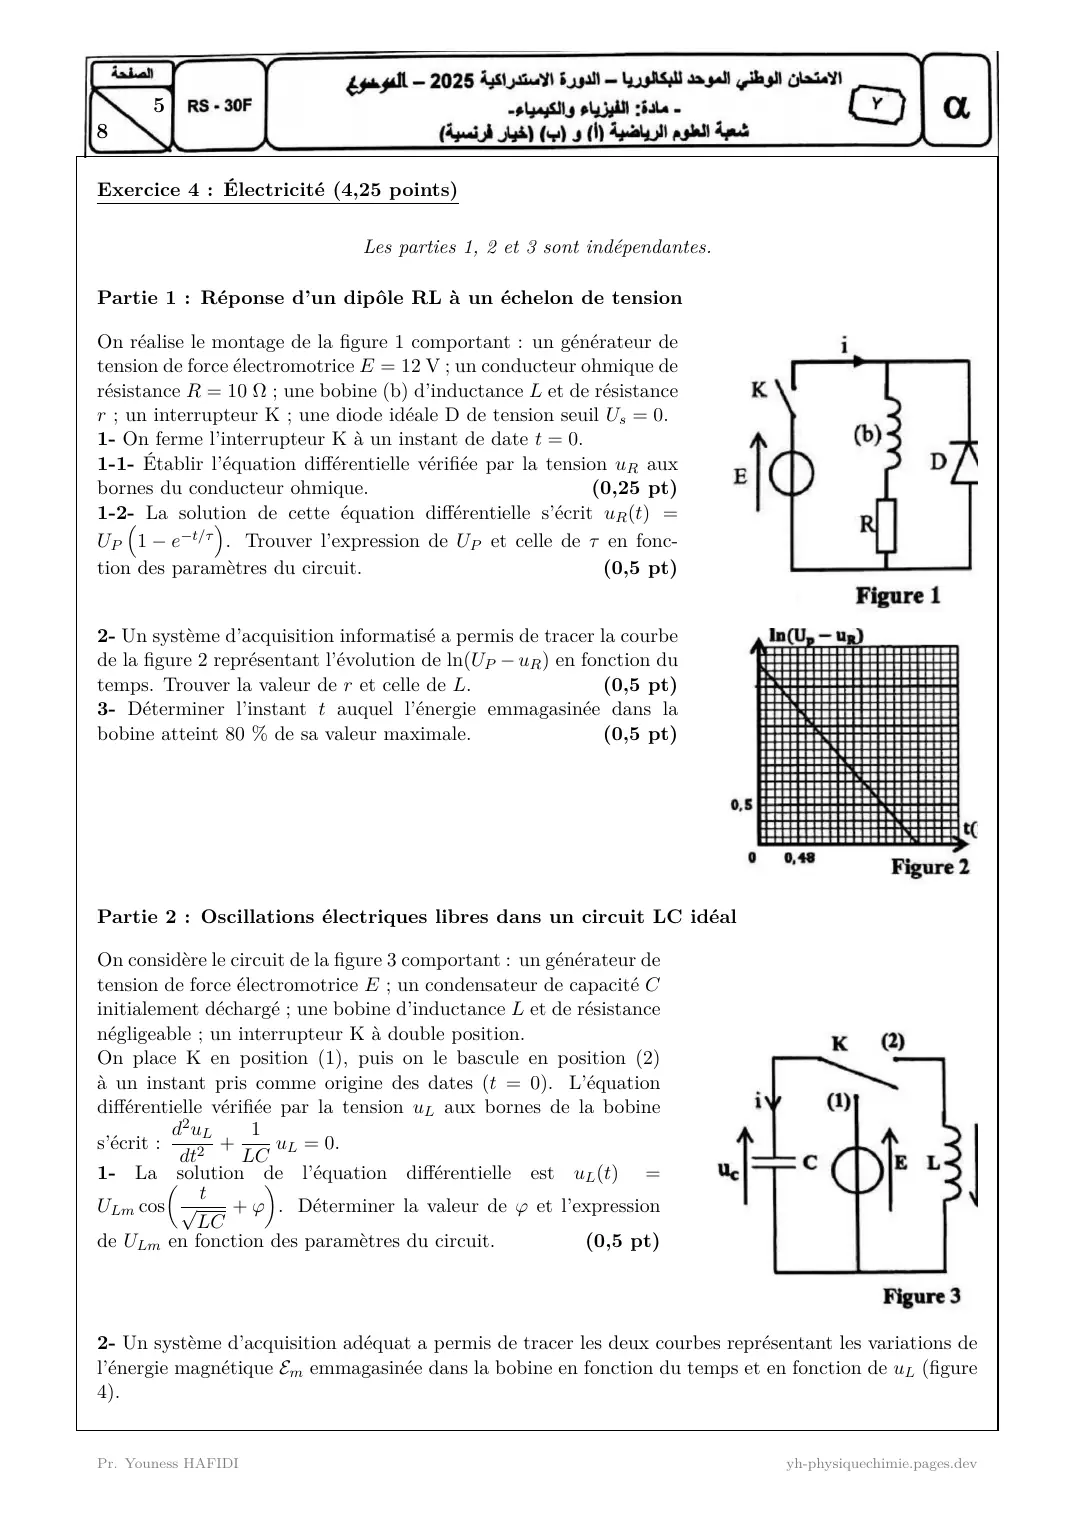 الصفحة
5
8
RS - 30F
الامتحان الوطني الموحد للبكالوريا – الدورة الاستدراكية 2025 – الموضوع
- مادة: الفيزياء والكيمياء-
شعبة العلوم الرياضية (أ) و (ب) (خيار فرنسية)
α
Exercice 4 : Électricité (4,25 points)
Les parties 1, 2 et 3 sont indépendantes.
Partie 1 : Réponse d'un dipôle RL à un échelon de tension
On réalise le montage de la figure 1 comportant : un générateur de
tension de force électromotrice E = 12 V ; un conducteur ohmique de
résistance R = 10 Ω ; une bobine (b) d'inductance L et de résistance
r ; un interrupteur K ; une diode idéale D de tension seuil U_s = 0.
1- On ferme l'interrupteur K à un instant de date t = 0.
1-1- Établir l'équation différentielle vérifiée par la tension u_R aux
bornes du conducteur ohmique. (0,25 pt)
1-2- La solution de cette équation différentielle s'écrit u_R(t) =
U_P (1 − e^{−t/τ}). Trouver l'expression de U_P et celle de τ en fonc-
tion des paramètres du circuit. (0,5 pt)
i
K
(b)
E
D
R
Figure 1
2- Un système d'acquisition informatisé a permis de tracer la courbe
de la figure 2 représentant l'évolution de ln(U_P − u_R) en fonction du
temps. Trouver la valeur de r et celle de L. (0,5 pt)
3- Déterminer l'instant t auquel l'énergie emmagasinée dans la
bobine atteint 80 % de sa valeur maximale. (0,5 pt)
ln(U_p − u_R)
0,5
t(
0
0,48
Figure 2
Partie 2 : Oscillations électriques libres dans un circuit LC idéal
On considère le circuit de la figure 3 comportant : un générateur de
tension de force électromotrice E ; un condensateur de capacité C
initialement déchargé ; une bobine d'inductance L et de résistance
négligeable ; un interrupteur K à double position.
On place K en position (1), puis on le bascule en position (2)
à un instant pris comme origine des dates (t = 0). L'équation
différentielle vérifiée par la tension u_L aux bornes de la bobine
s'écrit : d²u_L/dt² + 1/LC u_L = 0.
1- La solution de l'équation différentielle est u_L(t) =
U_{Lm} cos(t/√LC + φ). Déterminer la valeur de φ et l'expression
de U_{Lm} en fonction des paramètres du circuit. (0,5 pt)
K
(2)
i
(1)
u_c
C
E
L
Figure 3
2- Un système d'acquisition adéquat a permis de tracer les deux courbes représentant les variations de
l'énergie magnétique ℰ_m emmagasinée dans la bobine en fonction du temps et en fonction de u_L (figure
4).
Pr. Youness HAFIDI
yh-physiquechimie.pages.dev